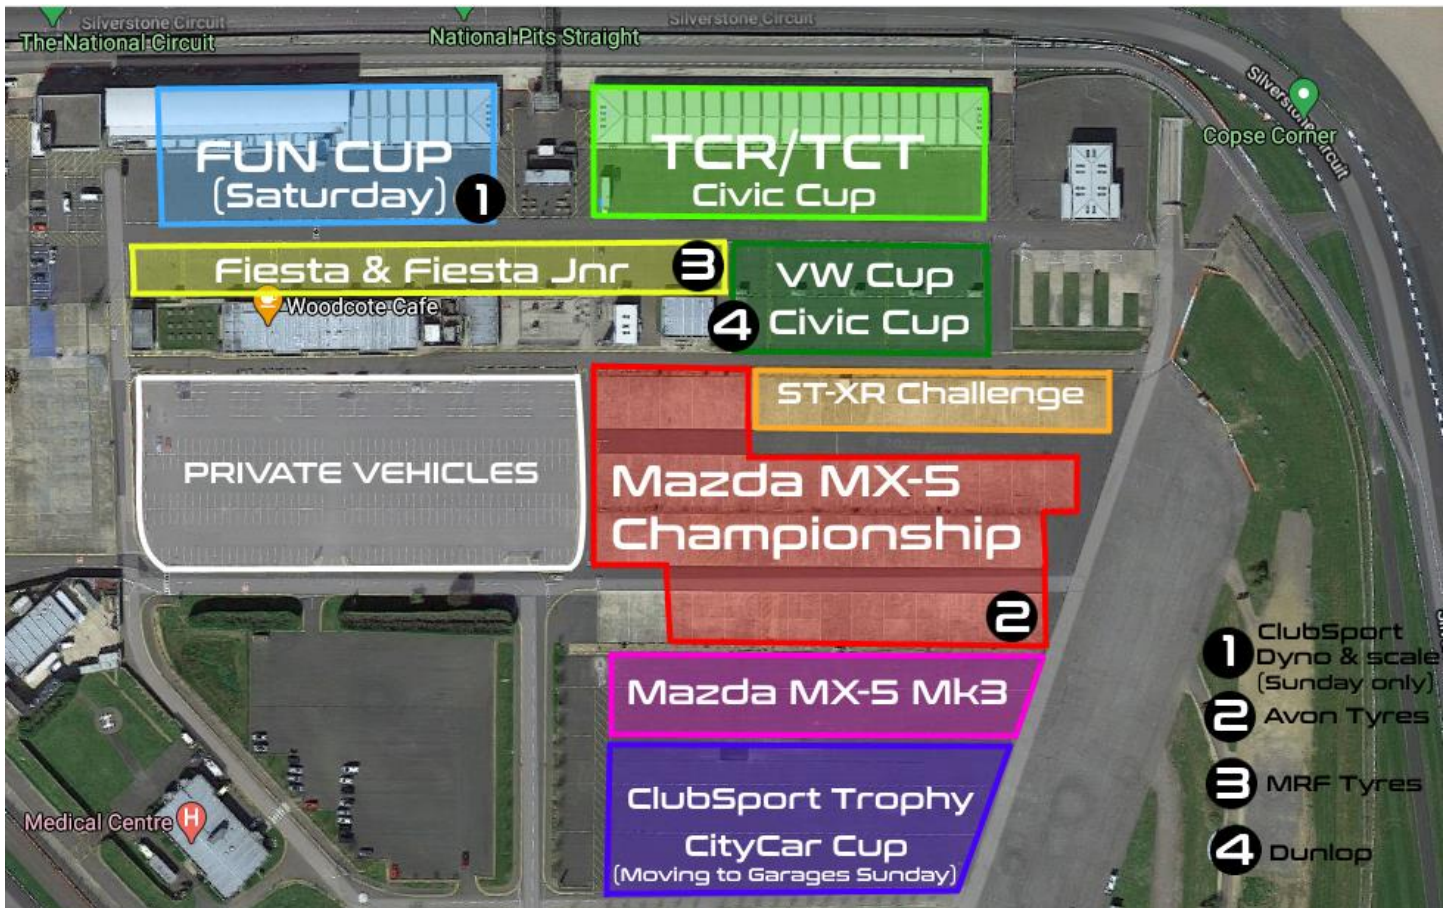 Silverstone Circuit
Silverstone Circuit
The National Circuit
National Pits Straight
Silverstone Circuit
Copse Corner
FUN CUP
(Saturday)
1
TCR/TCT
Civic Cup
Fiesta & Fiesta Jnr
3
VW Cup
Civic Cup
4
Woodcote Cafe
ST-XR Challenge
PRIVATE VEHICLES
Mazda MX-5
Championship
2
Mazda MX-5 Mk3
ClubSport Trophy
CityCar Cup
(Moving to Garages Sunday)
Medical Centre
H
1 ClubSport
Dyno & scale
(Sunday only)
2 Avon Tyres
3 MRF Tyres
4 Dunlop